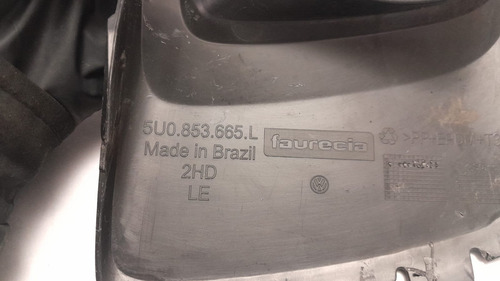 5U0.853.665.L
Made in Brazil
2HD
LE
faurecia